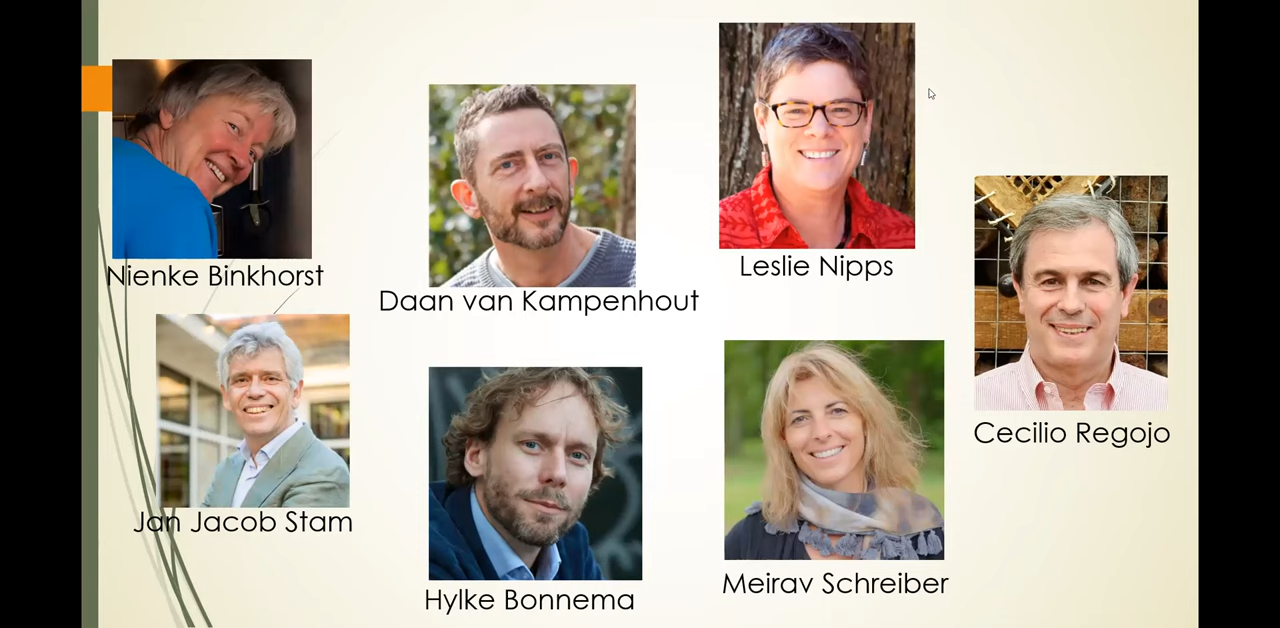 Nienke Binkhorst
Daan van Kampenhout
Leslie Nipps
Cecilio Regojo
Jan Jacob Stam
Hylke Bonnema
Meirav Schreiber